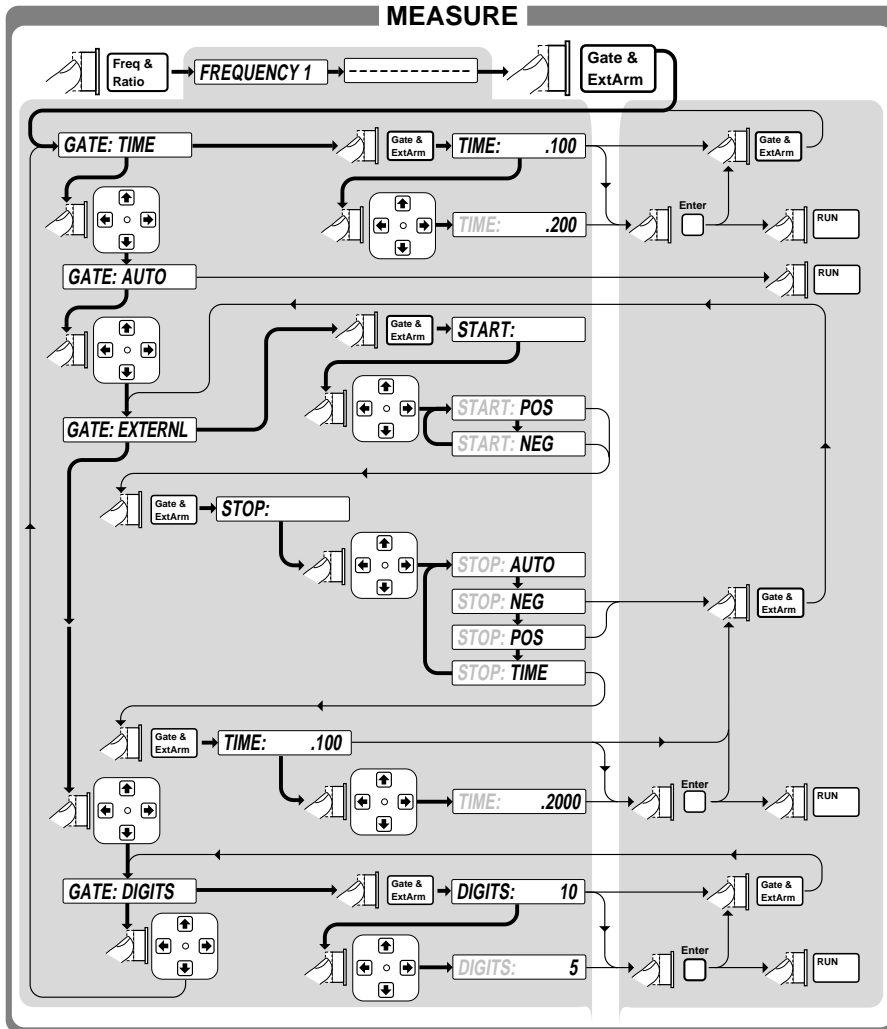 MEASURE
Freq &
Ratio
FREQUENCY 1
-------------
Gate &
ExtArm
GATE: TIME
Gate &
ExtArm
TIME: .100
Gate &
ExtArm
TIME: .200
Enter
RUN
GATE: AUTO
RUN
Gate &
ExtArm
START:
GATE: EXTERNL
START: POS
START: NEG
Gate &
ExtArm
STOP:
STOP: AUTO
STOP: NEG
Gate &
ExtArm
STOP: POS
STOP: TIME
Gate &
ExtArm
TIME: .100
TIME: .2000
Enter
RUN
GATE: DIGITS
Gate &
ExtArm
DIGITS: 10
Gate &
ExtArm
DIGITS: 5
Enter
RUN